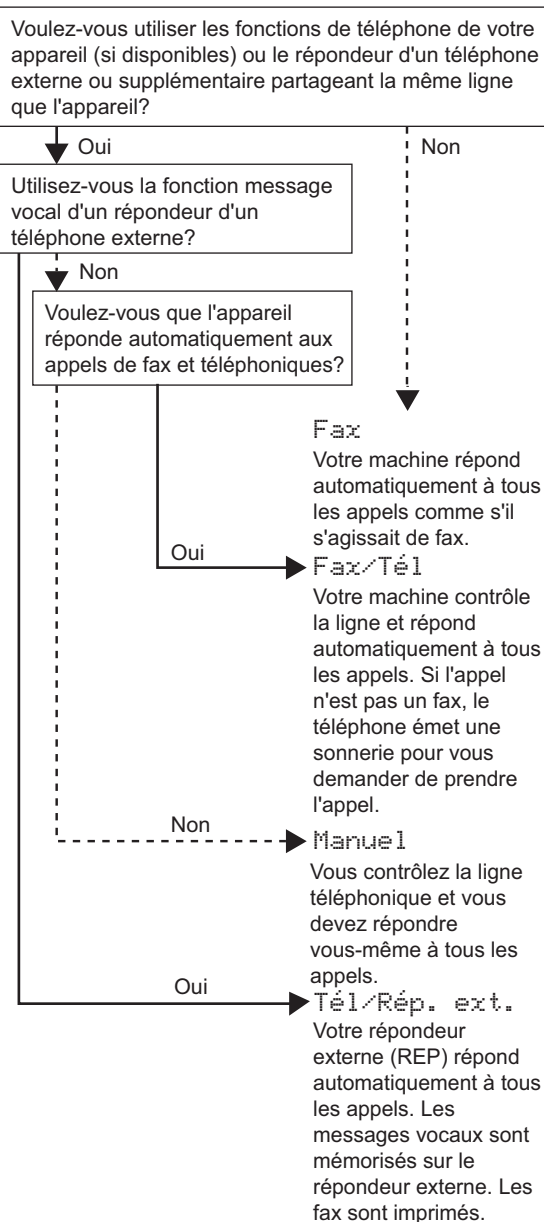 Voulez-vous utiliser les fonctions de téléphone de votre
appareil (si disponibles) ou le répondeur d'un téléphone
externe ou supplémentaire partageant la même ligne
que l'appareil?
Oui
Non
Utilisez-vous la fonction message
vocal d'un répondeur d'un
téléphone externe?
Non
Voulez-vous que l'appareil
réponde automatiquement aux
appels de fax et téléphoniques?
Fax
Votre machine répond
automatiquement à tous
les appels comme s'il
s'agissait de fax.
Oui
Fax/Tél
Votre machine contrôle
la ligne et répond
automatiquement à tous
les appels. Si l'appel
n'est pas un fax, le
téléphone émet une
sonnerie pour vous
demander de prendre
l'appel.
Non
Manuel
Vous contrôlez la ligne
téléphonique et vous
devez répondre
vous-même à tous les
appels.
Oui
Tél/Rép. ext.
Votre répondeur
externe (REP) répond
automatiquement à tous
les appels. Les
messages vocaux sont
mémorisés sur le
répondeur externe. Les
fax sont imprimés.